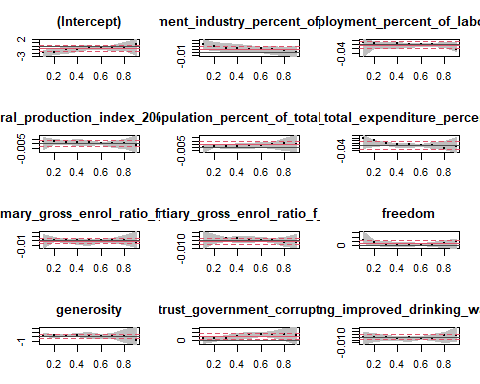 (Intercept) ment_industry_percent_of ployment_percent_of_labo
2 -3 -0.01 -0.04
0.2 0.4 0.6 0.8 0.2 0.4 0.6 0.8 0.2 0.4 0.6 0.8
ral_production_index_200 pulation_percent_of_total_ _total_expenditure_perce
-0.005 -0.005 -0.04
0.2 0.4 0.6 0.8 0.2 0.4 0.6 0.8 0.2 0.4 0.6 0.8
mary_gross_enrol_ratio_f_ tiary_gross_enrol_ratio_f_ freedom
-0.01 -0.010 0
0.2 0.4 0.6 0.8 0.2 0.4 0.6 0.8 0.2 0.4 0.6 0.8
generosity trust_government_corrupt ng_improved_drinking_wa
-1 0 -0.010
0.2 0.4 0.6 0.8 0.2 0.4 0.6 0.8 0.2 0.4 0.6 0.8